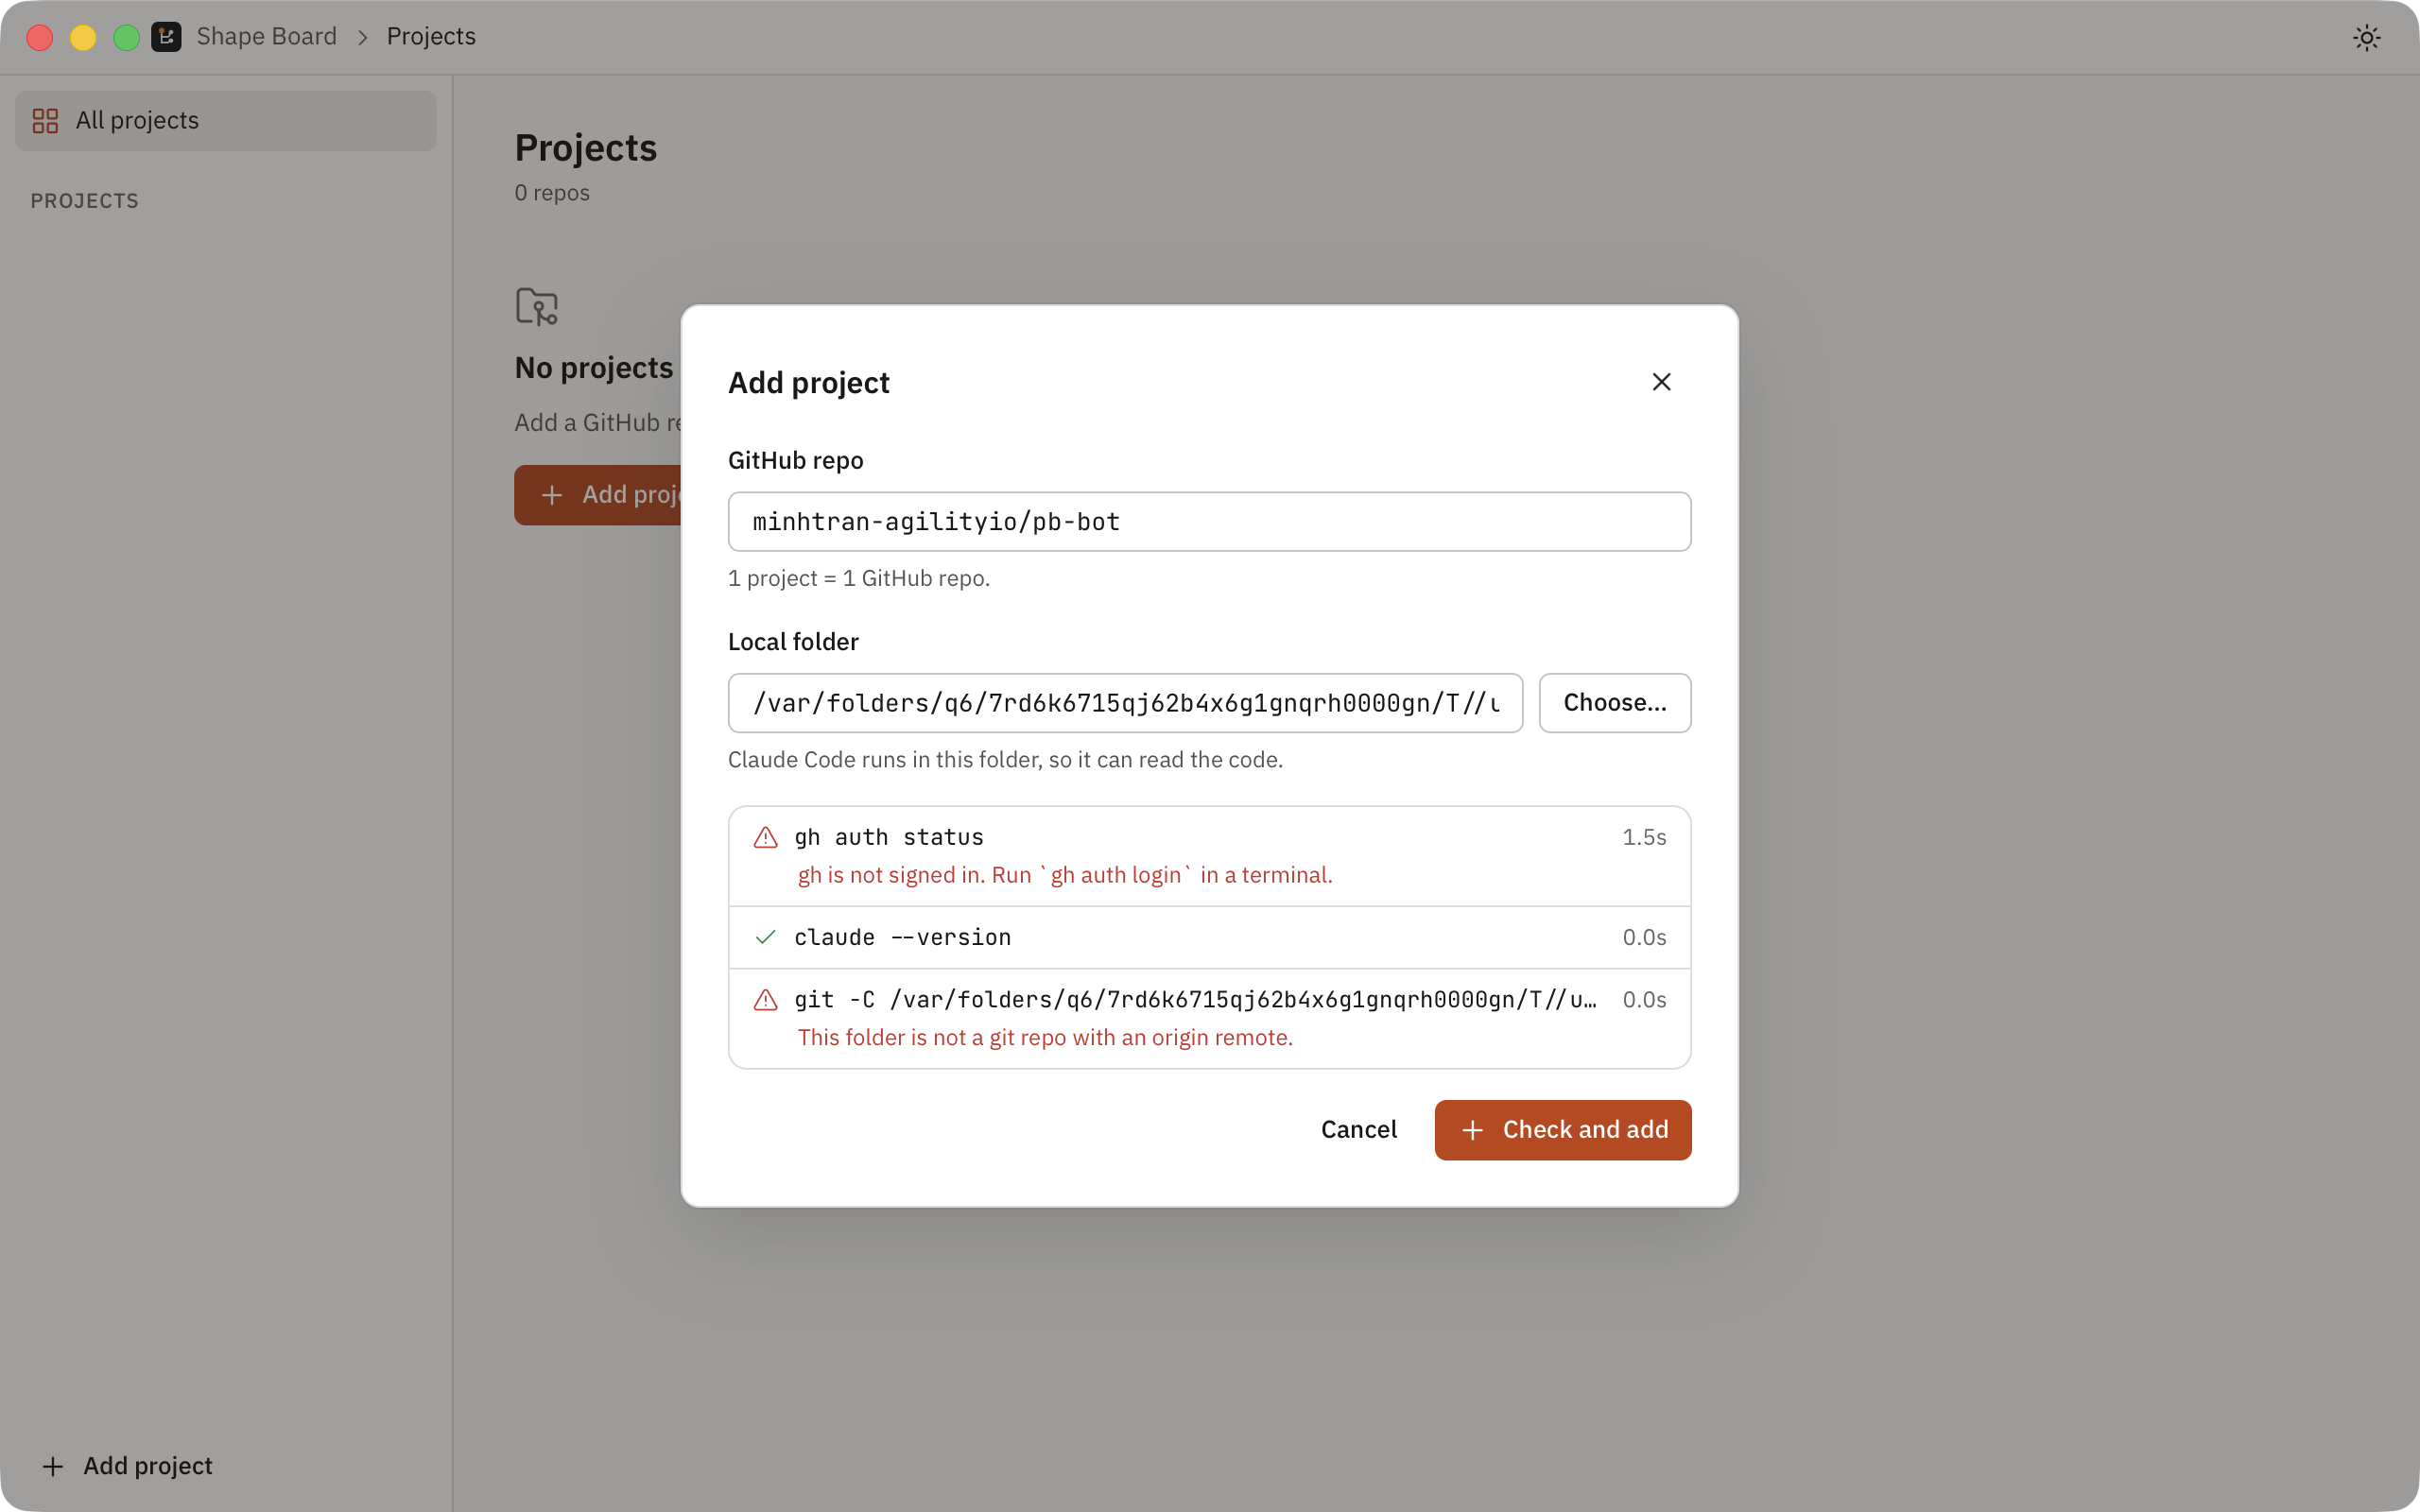 Shape Board > Projects
All projects
PROJECTS
Projects
0 repos
No projects
Add a GitHub
Add project
GitHub repo
minhtran-agilityio/pb-bot
1 project = 1 GitHub repo.
Local folder
/var/folders/q6/7rd6k6715qj62b4x6g1gnqrh0000gn/T//u
Choose...
Claude Code runs in this folder, so it can read the code.
gh auth status 1.5s
gh is not signed in. Run `gh auth login` in a terminal.
claude --version 0.0s
git -C /var/folders/q6/7rd6k6715qj62b4x6g1gnqrh0000gn/T//u… 0.0s
This folder is not a git repo with an origin remote.
Cancel
Check and add
Add project